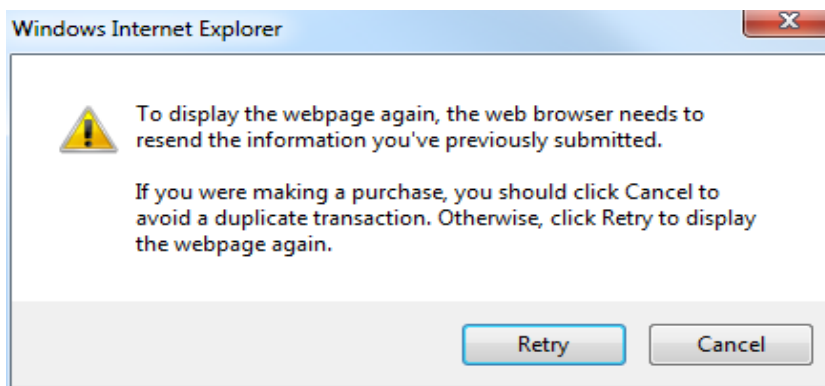 Windows Internet Explorer
To display the webpage again, the web browser needs to
resend the information you've previously submitted.
If you were making a purchase, you should click Cancel to
avoid a duplicate transaction. Otherwise, click Retry to display
the webpage again.
Retry
Cancel